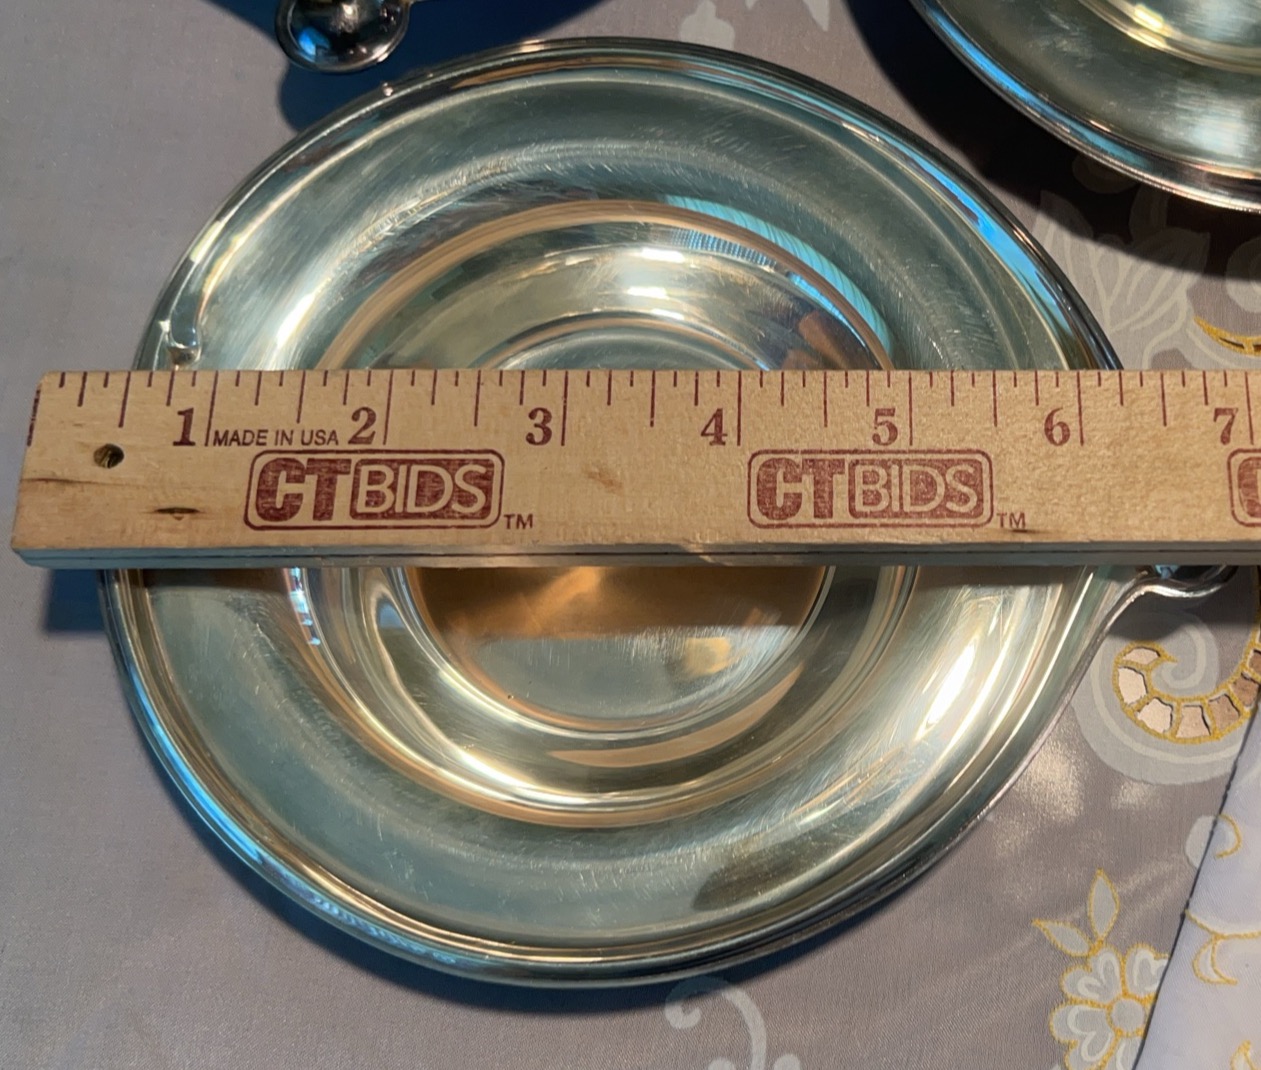 1 MADE IN USA 2 3 4 5 6 7
CTBIDS™ CTBIDS™